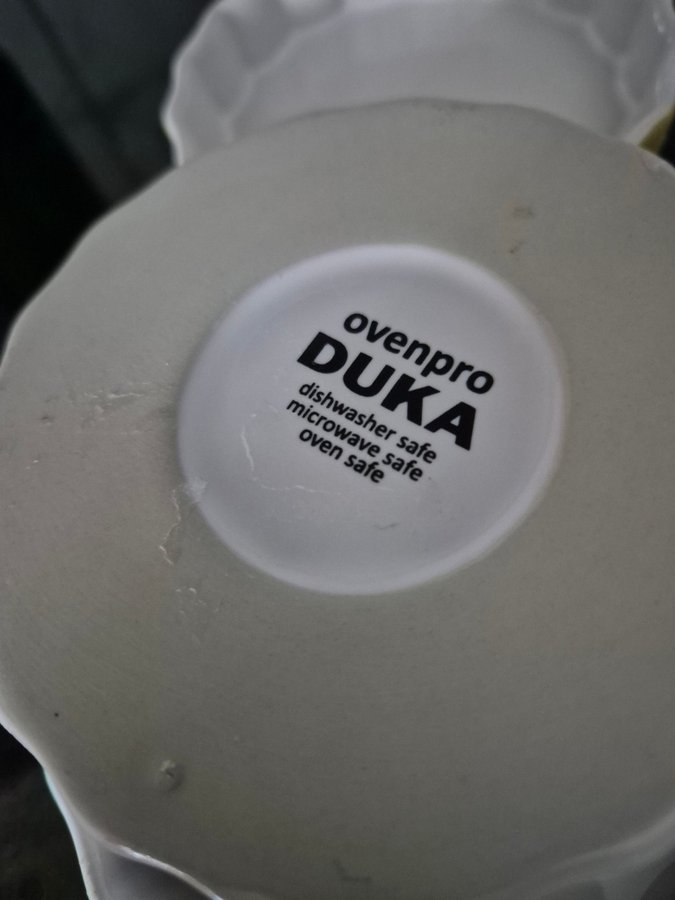 ovenpro
DUKA
dishwasher safe
microwave safe
oven safe